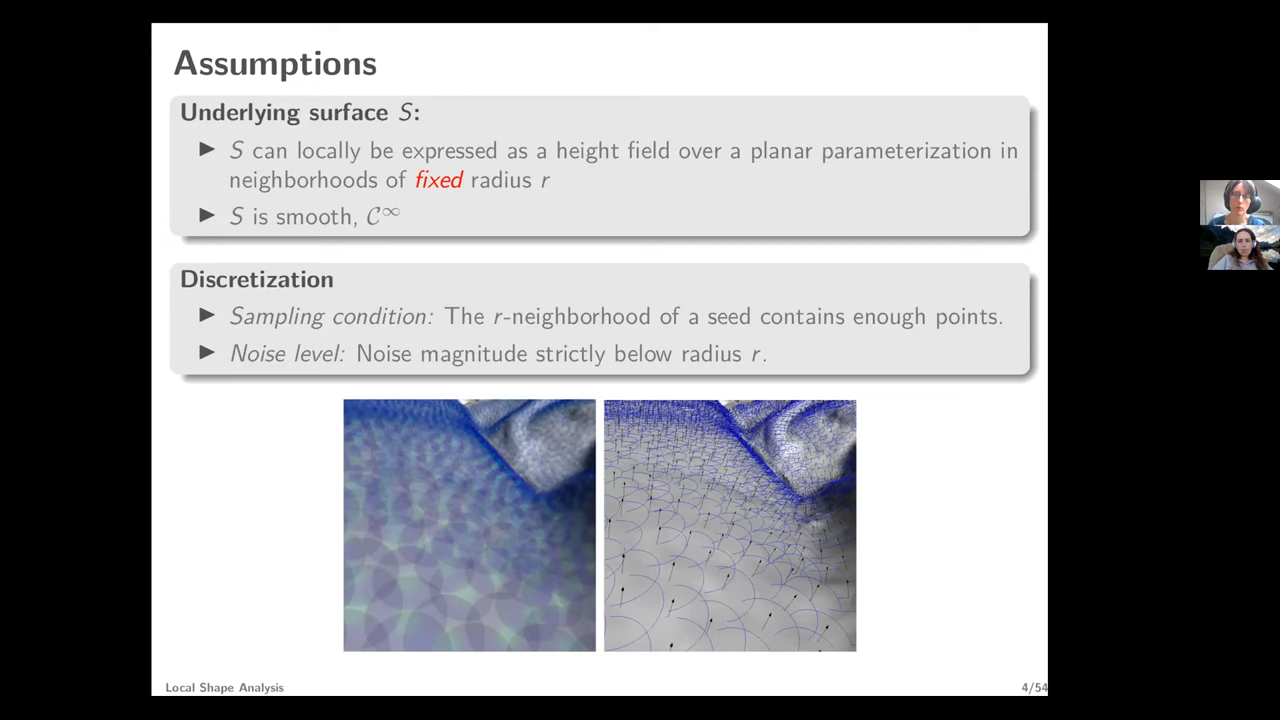 Assumptions
Underlying surface S:
▶ S can locally be expressed as a height field over a planar parameterization in
neighborhoods of fixed radius r
▶ S is smooth, C∞
Discretization
▶ Sampling condition: The r-neighborhood of a seed contains enough points.
▶ Noise level: Noise magnitude strictly below radius r.
Local Shape Analysis
4/54